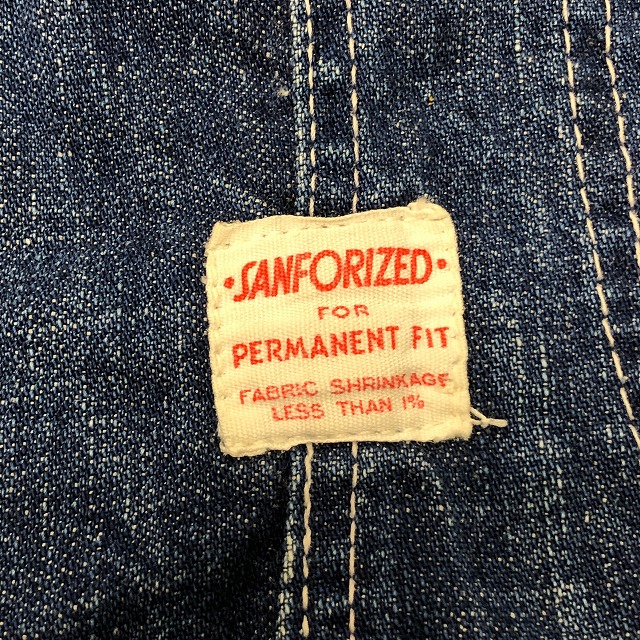 •SANFORIZED•
FOR
PERMANENT FIT
FABRIC SHRINKAGE
LESS THAN 1%